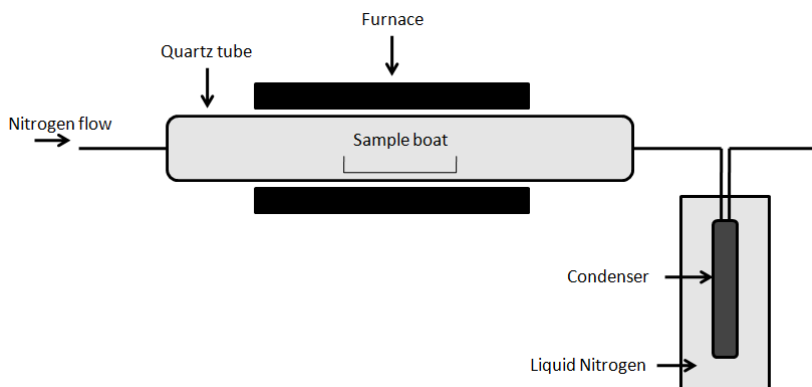 Furnace
Quartz tube
Nitrogen flow
Sample boat
Condenser
Liquid Nitrogen